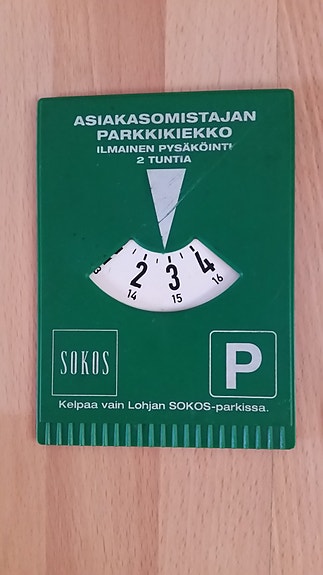 ASIAKASOMISTAJAN
PARKKIKIEKKO
ILMAINEN PYSÄKÖINTI
2 TUNTIA
2 3 4
14 15 16
SOKOS
P
Kelpaa vain Lohjan SOKOS-parkissa.